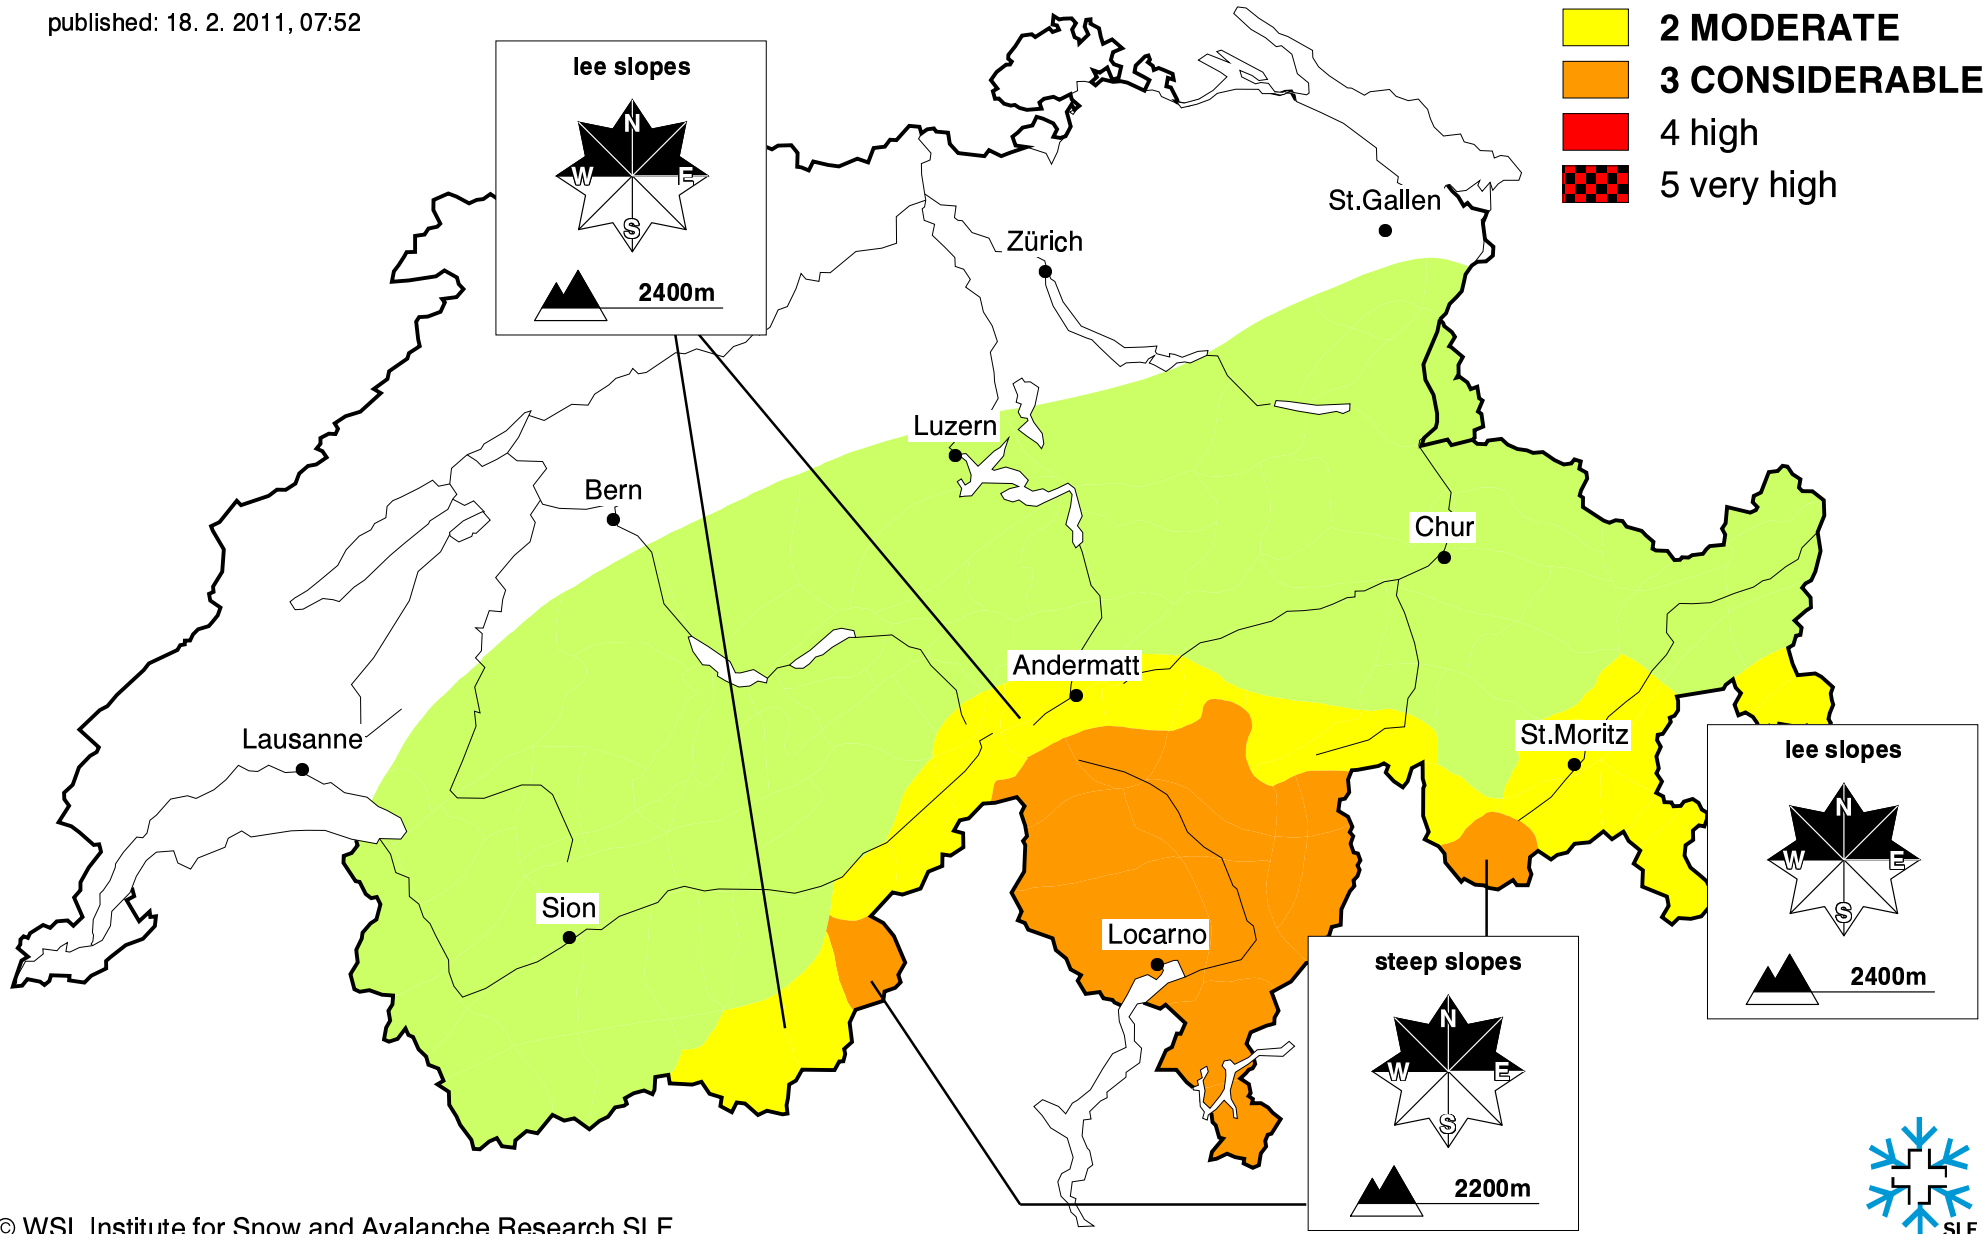 published: 18. 2. 2011, 07:52
2 MODERATE
3 CONSIDERABLE
4 high
5 very high
lee slopes
N
W E
S
2400m
St.Gallen
Zürich
Luzern
Bern
Chur
Andermatt
Lausanne
St.Moritz
Sion
Locarno
lee slopes
N
W E
S
2400m
steep slopes
N
W E
S
2200m
© WSL Institute for Snow and Avalanche Research SLF
SLF